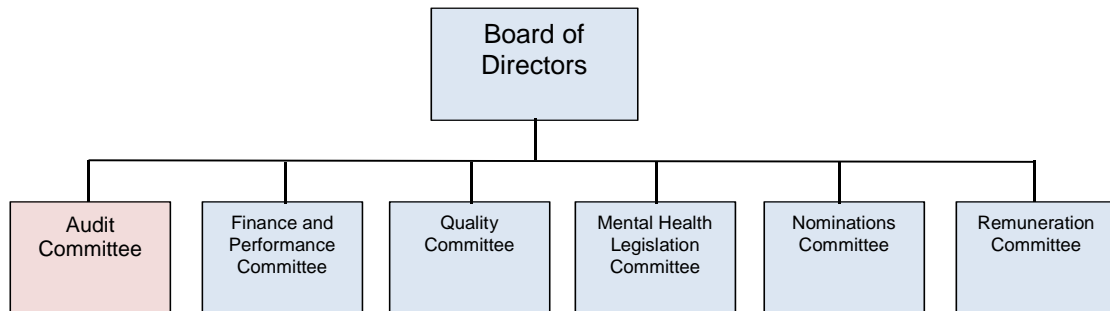 Board of
Directors
Audit
Committee
Finance and
Performance
Committee
Quality
Committee
Mental Health
Legislation
Committee
Nominations
Committee
Remuneration
Committee